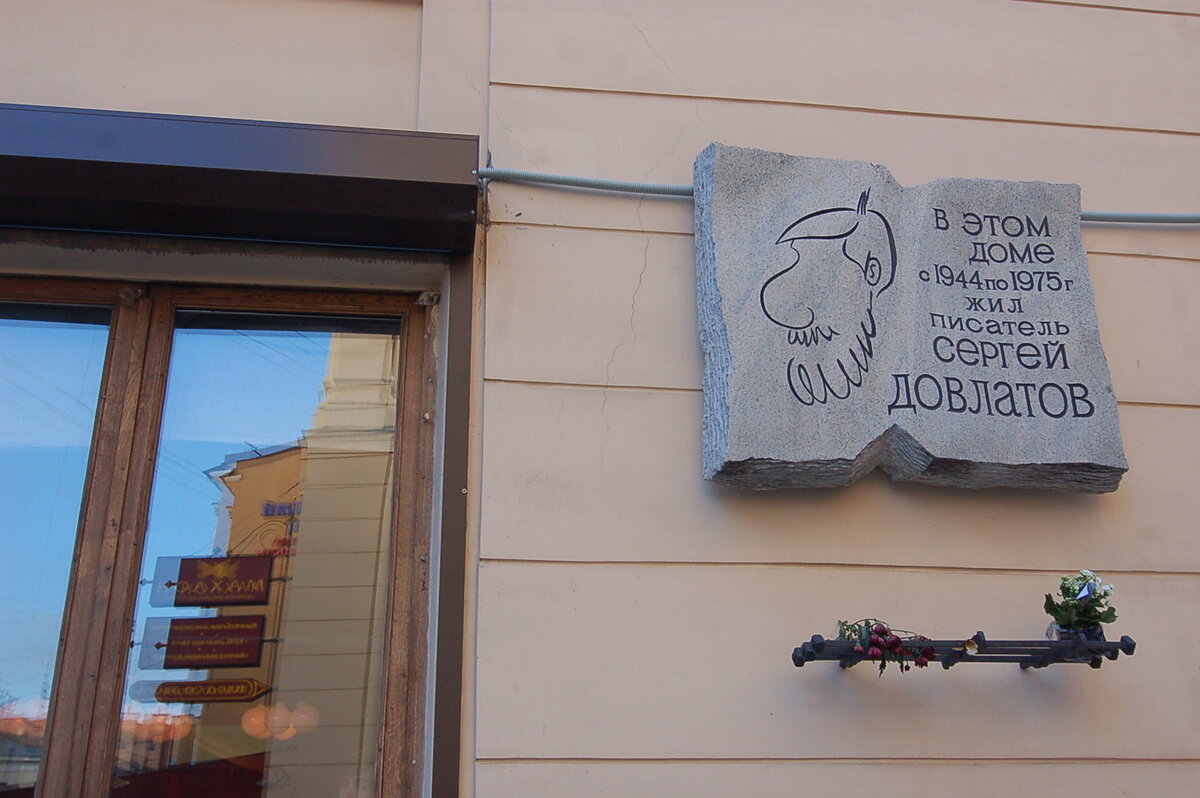 В ЭТОМ
ДОМЕ
с 1944 по 1975 г
ЖИЛ
ПИСАТЕЛЬ
СЕРГЕЙ
ДОВЛАТОВ